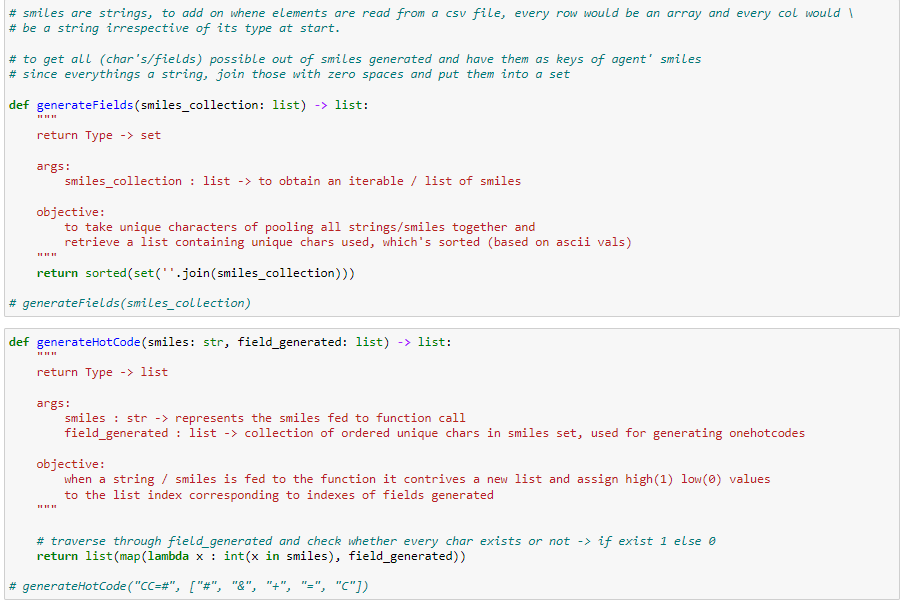 # smiles are strings, to add on whene elements are read from a csv file, every row would be an array and every col would \
# be a string irrespective of its type at start.
# to get all (char's/fields) possible out of smiles generated and have them as keys of agent' smiles
# since everythings a string, join those with zero spaces and put them into a set
def generateFields(smiles_collection: list) -> list:
"""
return Type -> set
args:
smiles_collection : list -> to obtain an iterable / list of smiles
objective:
to take unique characters of pooling all strings/smiles together and
retrieve a list containing unique chars used, which's sorted (based on ascii vals)
"""
return sorted(set(''.join(smiles_collection)))
# generateFields(smiles_collection)
def generateHotCode(smiles: str, field_generated: list) -> list:
"""
return Type -> list
args:
smiles : str -> represents the smiles fed to function call
field_generated : list -> collection of ordered unique chars in smiles set, used for generating onehotcodes
objective:
when a string / smiles is fed to the function it contrives a new list and assign high(1) low(0) values
to the list index corresponding to indexes of fields generated
"""
# traverse through field_generated and check whether every char exists or not -> if exist 1 else 0
return list(map(lambda x : int(x in smiles), field_generated))
# generateHotCode("CC=#", ["#", "&", "+", "=", "C"])